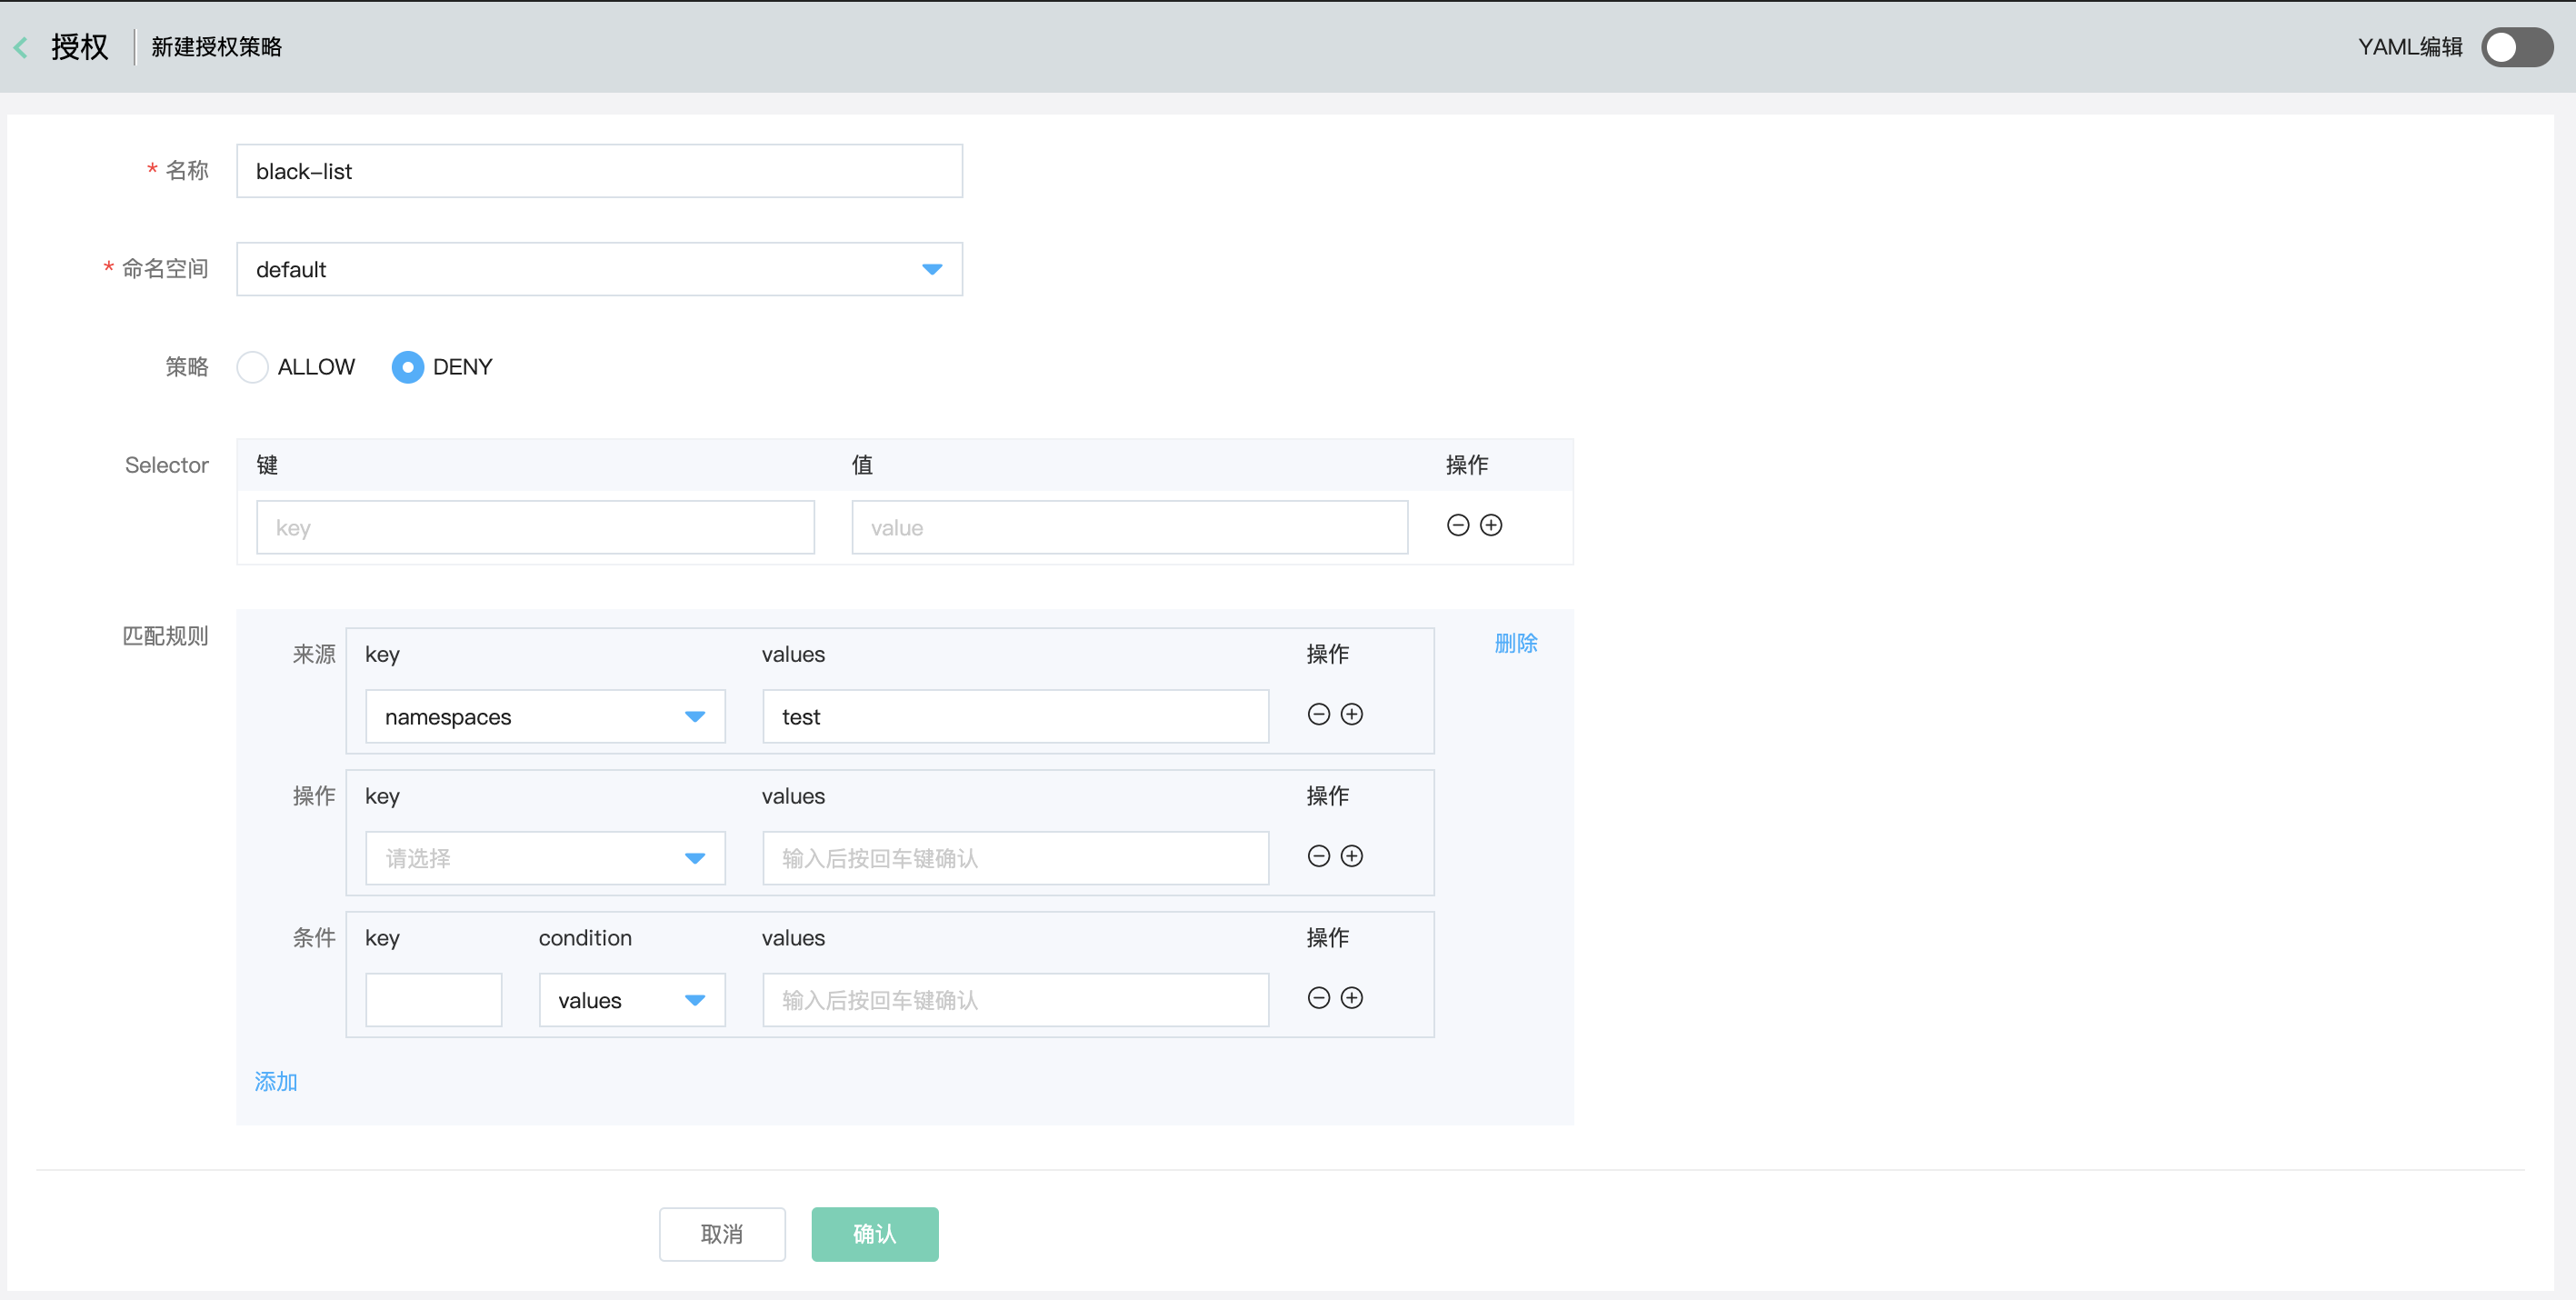 授权 新建授权策略 YAML编辑
* 名称 black-list
* 命名空间 default
策略 ALLOW DENY
Selector 键 值 操作
key value
匹配规则 来源 key values 操作 删除
namespaces test
操作 key values 操作
请选择 输入后按回车键确认
条件 key condition values 操作
values 输入后按回车键确认
添加
取消 确认